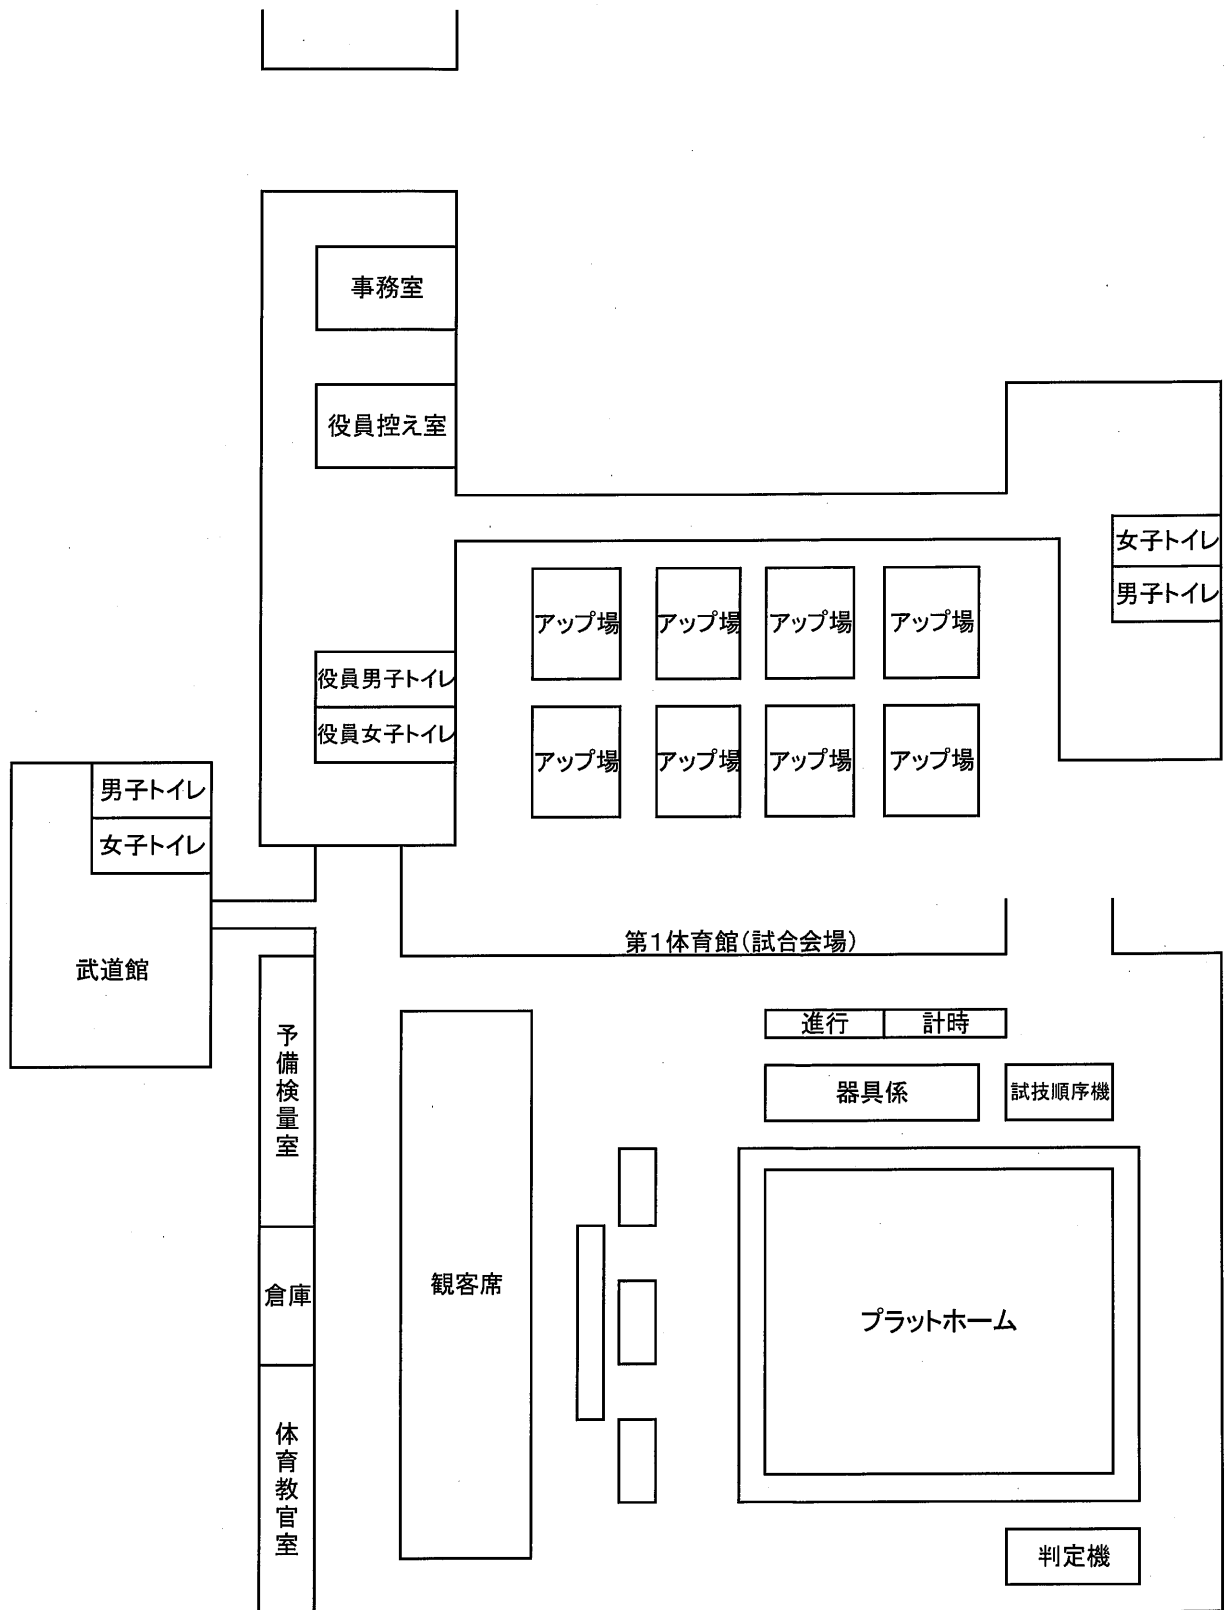 事務室
役員控え室
女子トイレ
男子トイレ
アップ場
アップ場
アップ場
アップ場
役員男子トイレ
役員女子トイレ
アップ場
アップ場
アップ場
アップ場
男子トイレ
女子トイレ
武道館
第1体育館(試合会場)
進行
計時
予備検量室
器具係
試技順序機
倉庫
観客席
プラットホーム
体育教官室
判定機